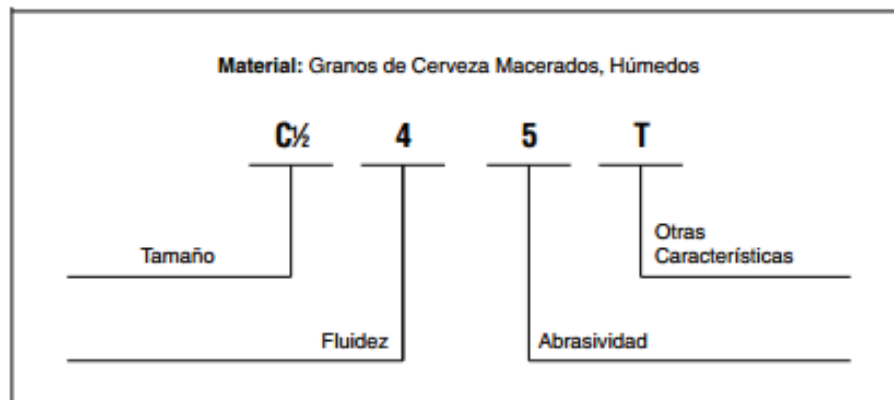 Material: Granos de Cerveza Macerados, Húmedos
C½ 4 5 T
Tamaño
Otras
Características
Fluidez
Abrasividad